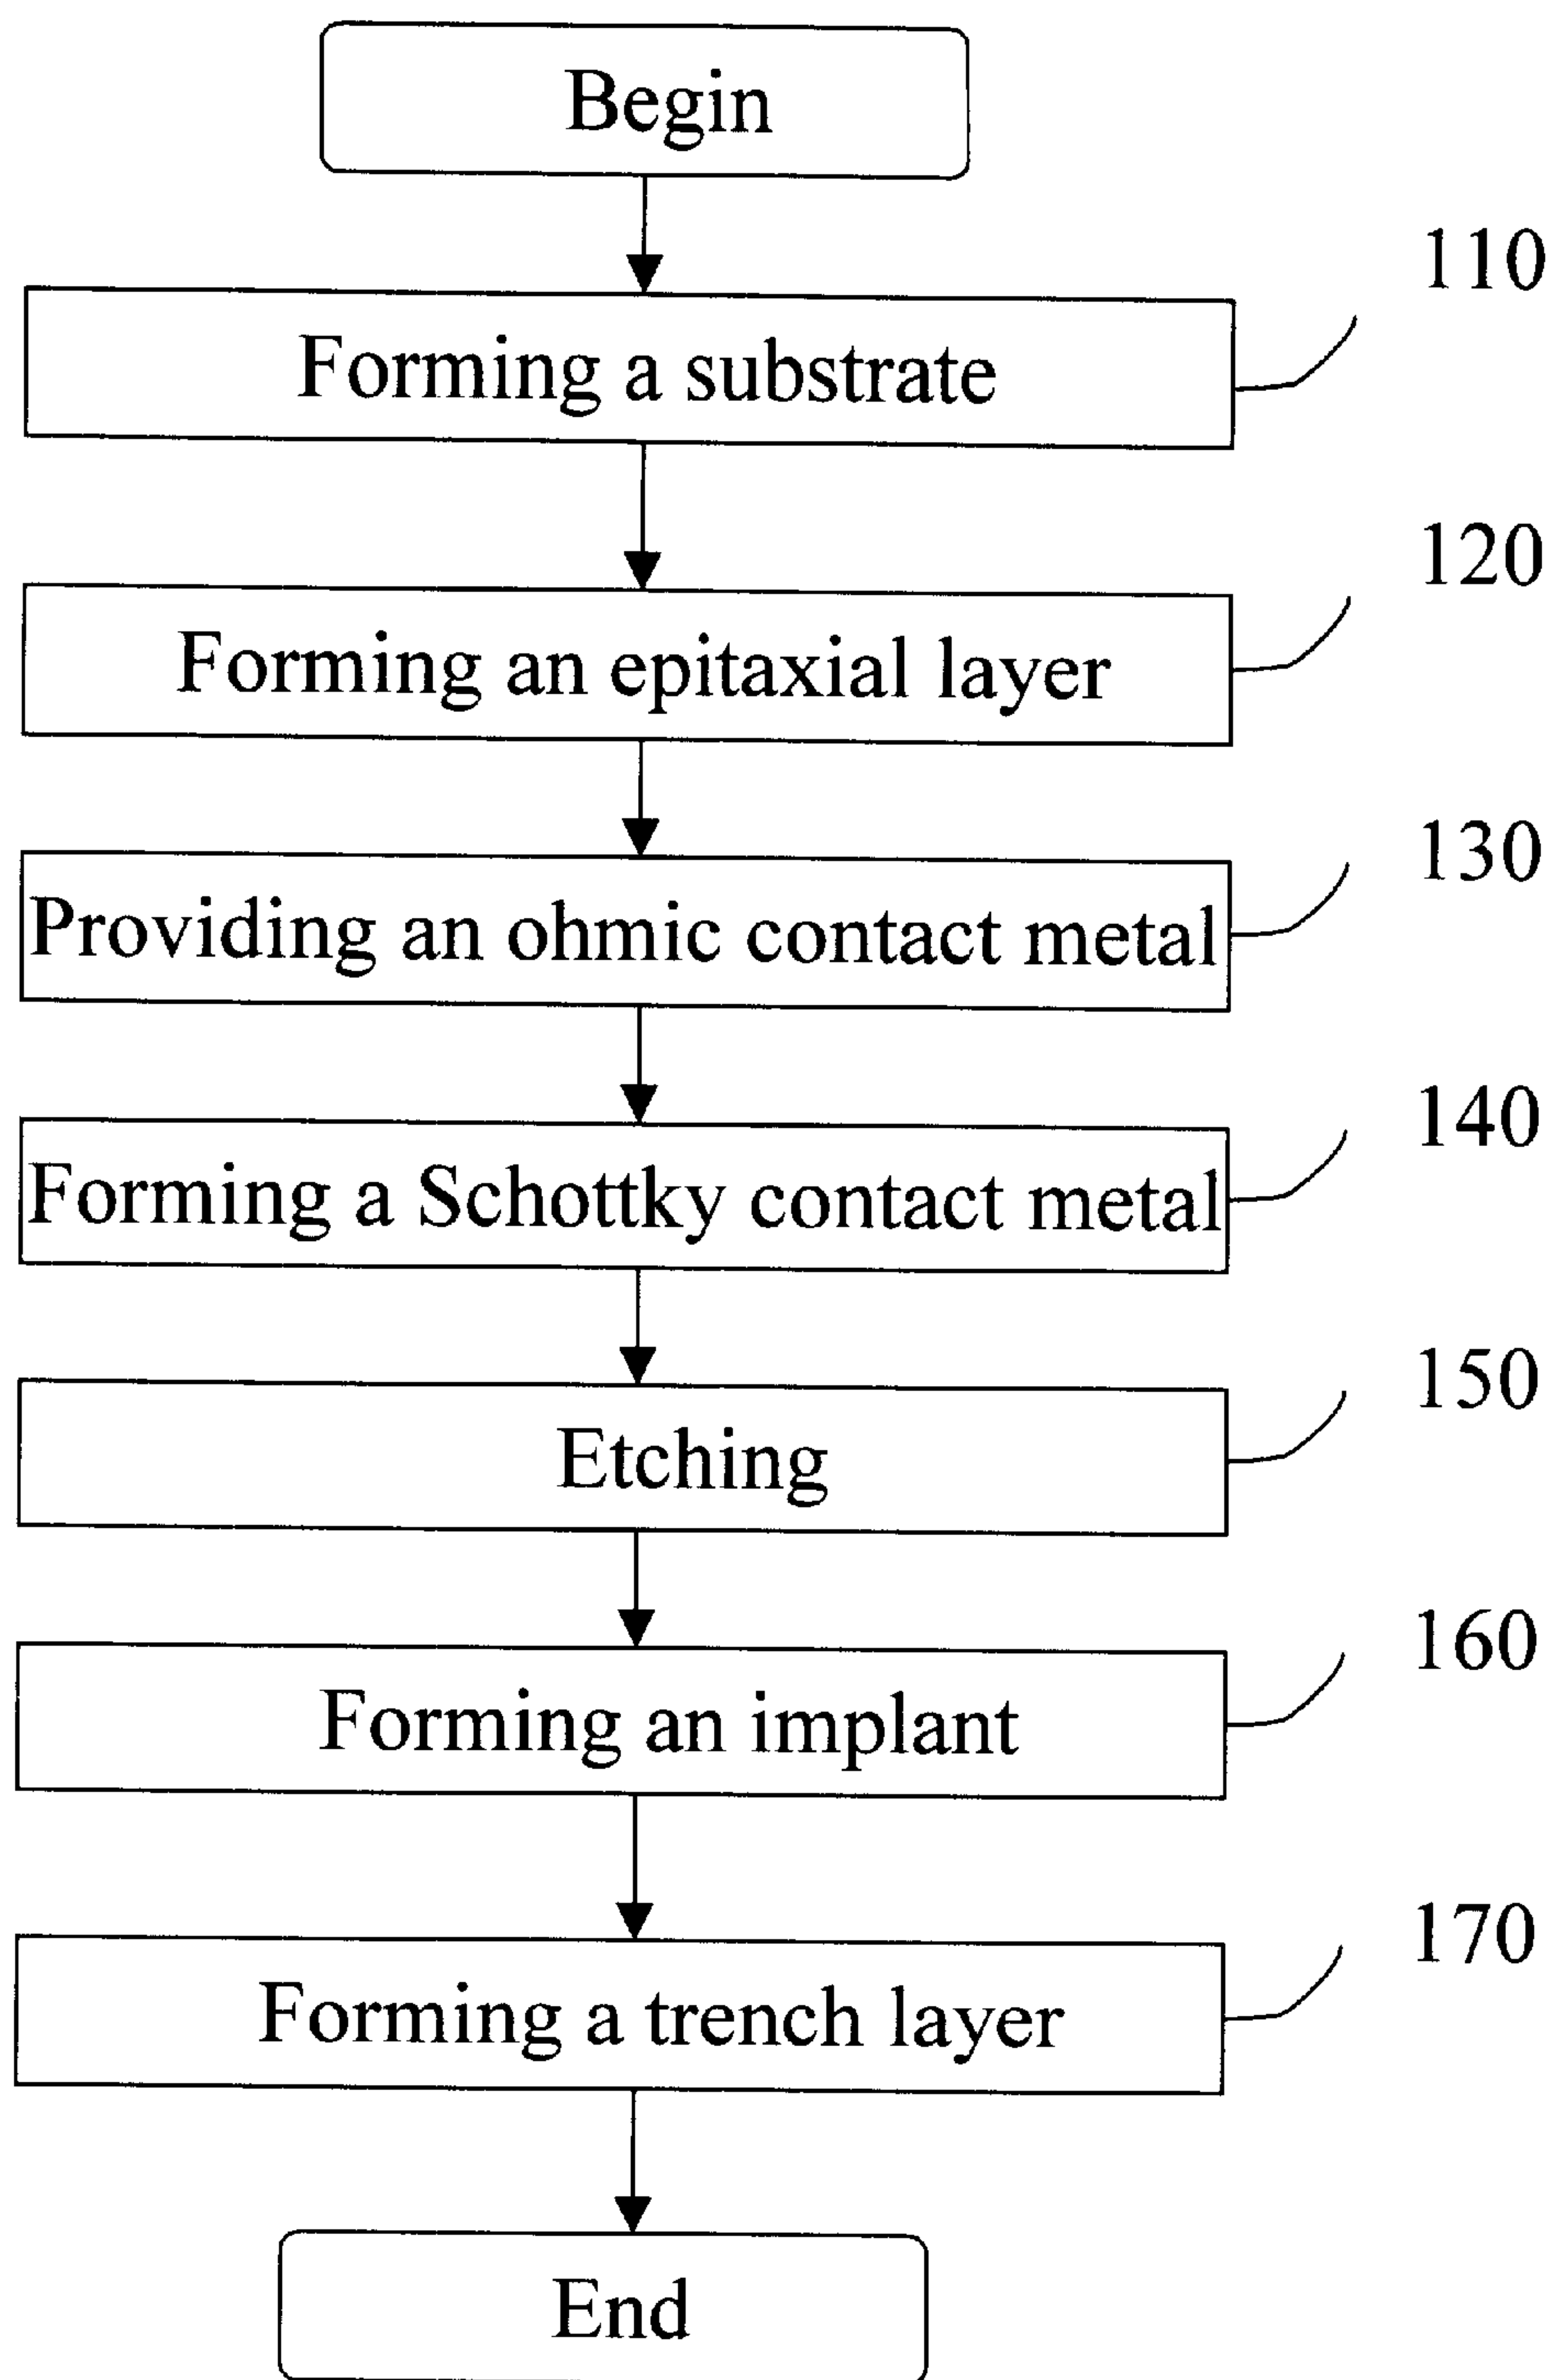 Begin
110
Forming a substrate
120
Forming an epitaxial layer
130
Providing an ohmic contact metal
140
Forming a Schottky contact metal
150
Etching
160
Forming an implant
170
Forming a trench layer
End